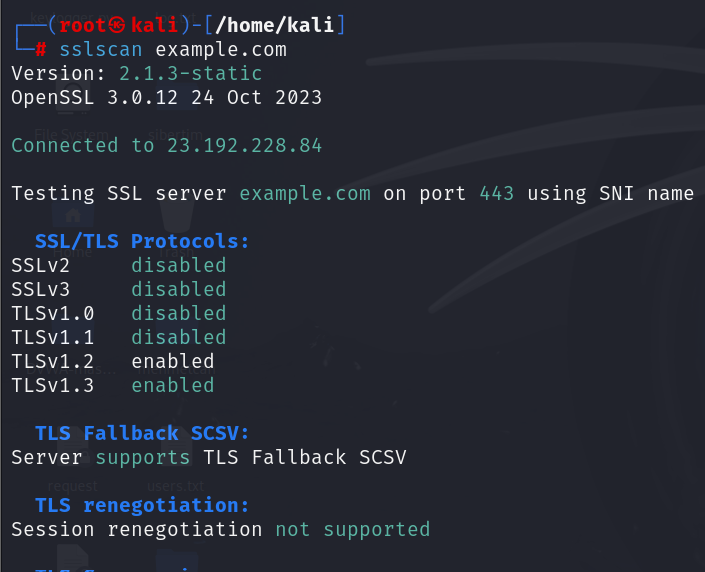 ┌──(root㉿kali)-[/home/kali]
└─# sslscan example.com
Version: 2.1.3-static
OpenSSL 3.0.12 24 Oct 2023
Connected to 23.192.228.84
Testing SSL server example.com on port 443 using SNI name
SSL/TLS Protocols:
SSLv2 disabled
SSLv3 disabled
TLSv1.0 disabled
TLSv1.1 disabled
TLSv1.2 enabled
TLSv1.3 enabled
TLS Fallback SCSV:
Server supports TLS Fallback SCSV
request users.txt
TLS renegotiation:
Session renegotiation not supported